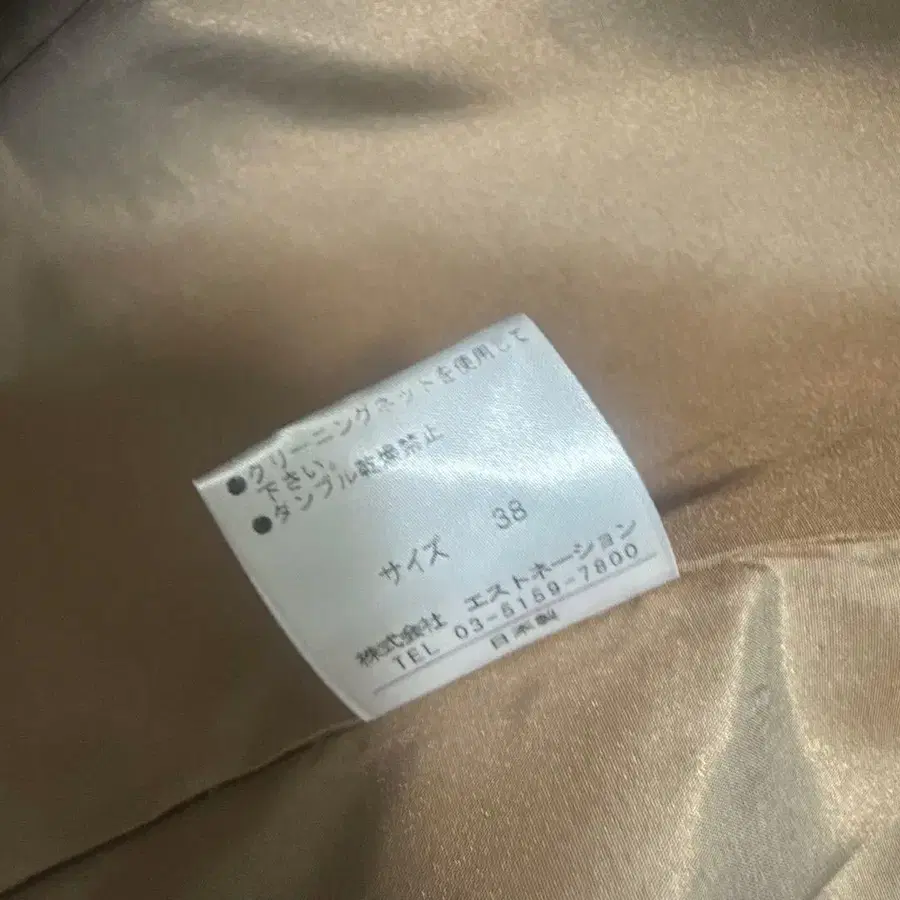 ●クリーニングネットを使用して
下さい。
●タンブル乾燥禁止
サイズ 38
株式会社 エストネーション
TEL 03-5159-7800
日本製